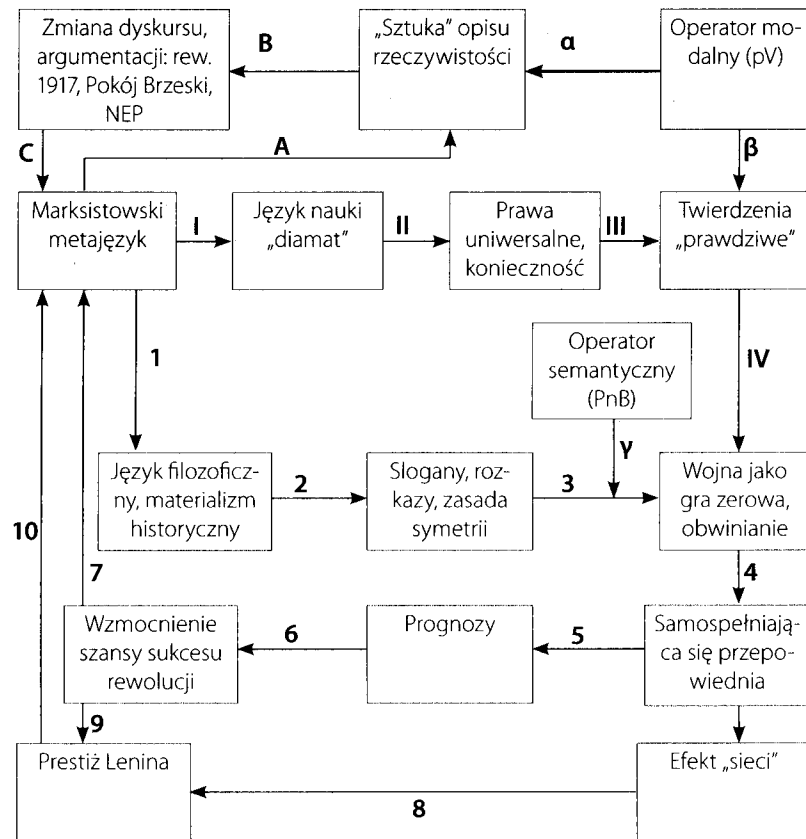 Zmiana dyskursu,
argumentacji: rew.
1917, Pokój Brzeski,
NEP
B
„Sztuka” opisu
rzeczywistości
α
Operator mo-
dalny (pV)
C
A
β
Marksistowski
metajęzyk
I
Język nauki
„diamat”
II
Prawa
uniwersalne,
konieczność
III
Twierdzenia
„prawdziwe”
1
Operator
semantyczny
(PnB)
IV
γ
Język filozoficz-
ny, materializm
historyczny
2
Slogany, roz-
kazy, zasada
symetrii
3
Wojna jako
gra zerowa,
obwinianie
10
7
4
Wzmocnienie
szansy sukcesu
rewolucji
6
Prognozy
5
Samospełniają-
ca się przepo-
wiednia
9
Prestiż Lenina
8
Efekt „sieci”